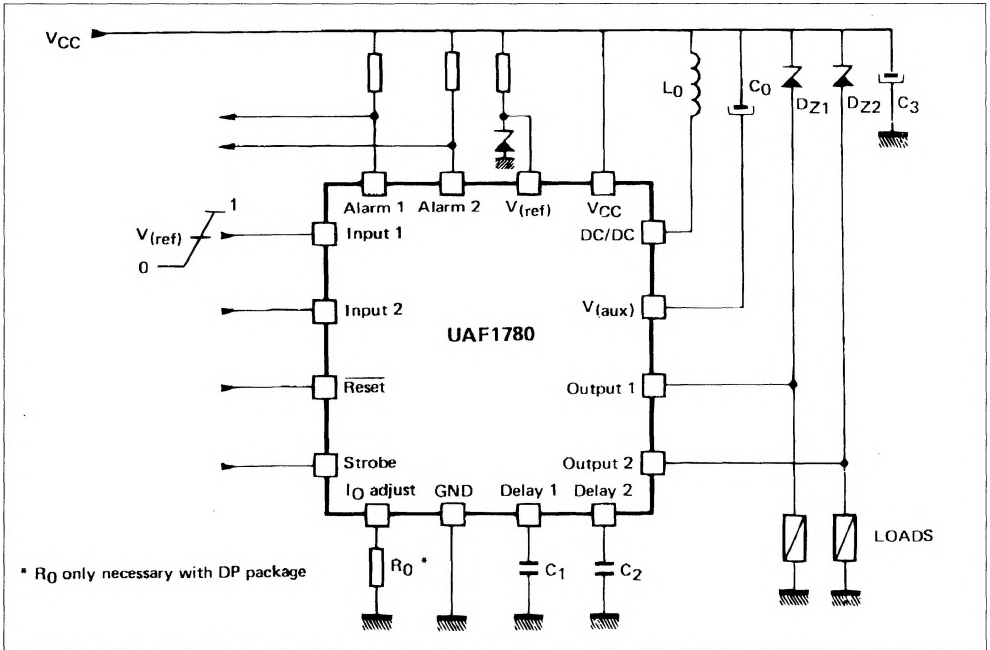 VCC
L0
C0
DZ1
DZ2
C3
Alarm 1
Alarm 2
V(ref)
VCC
1
V(ref)
0
Input 1
DC/DC
Input 2
V(aux)
UAF1780
Reset
Output 1
Strobe
Output 2
IO adjust
GND
Delay 1
Delay 2
R0 *
C1
C2
LOADS
* R0 only necessary with DP package